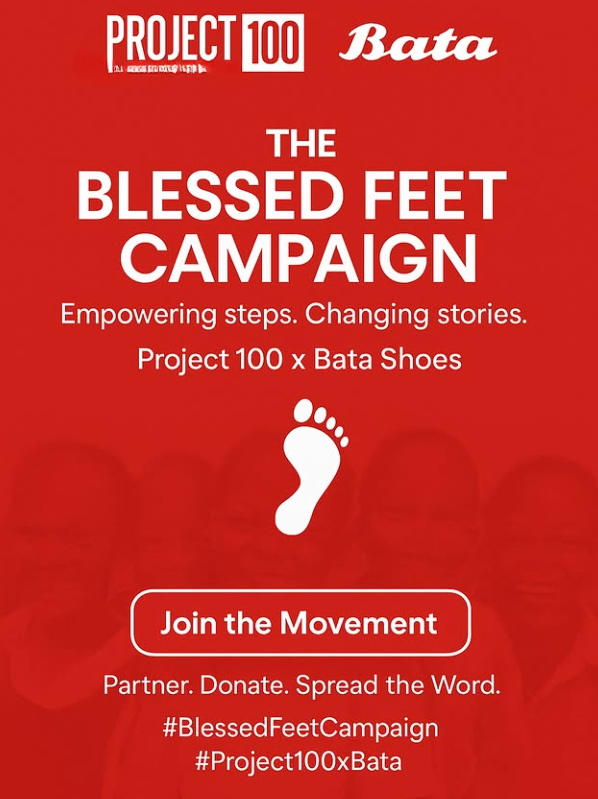 PROJECT 100
Bata
THE
BLESSED FEET
CAMPAIGN
Empowering steps. Changing stories.
Project 100 x Bata Shoes
Join the Movement
Partner. Donate. Spread the Word.
#BlessedFeetCampaign
#Project100xBata